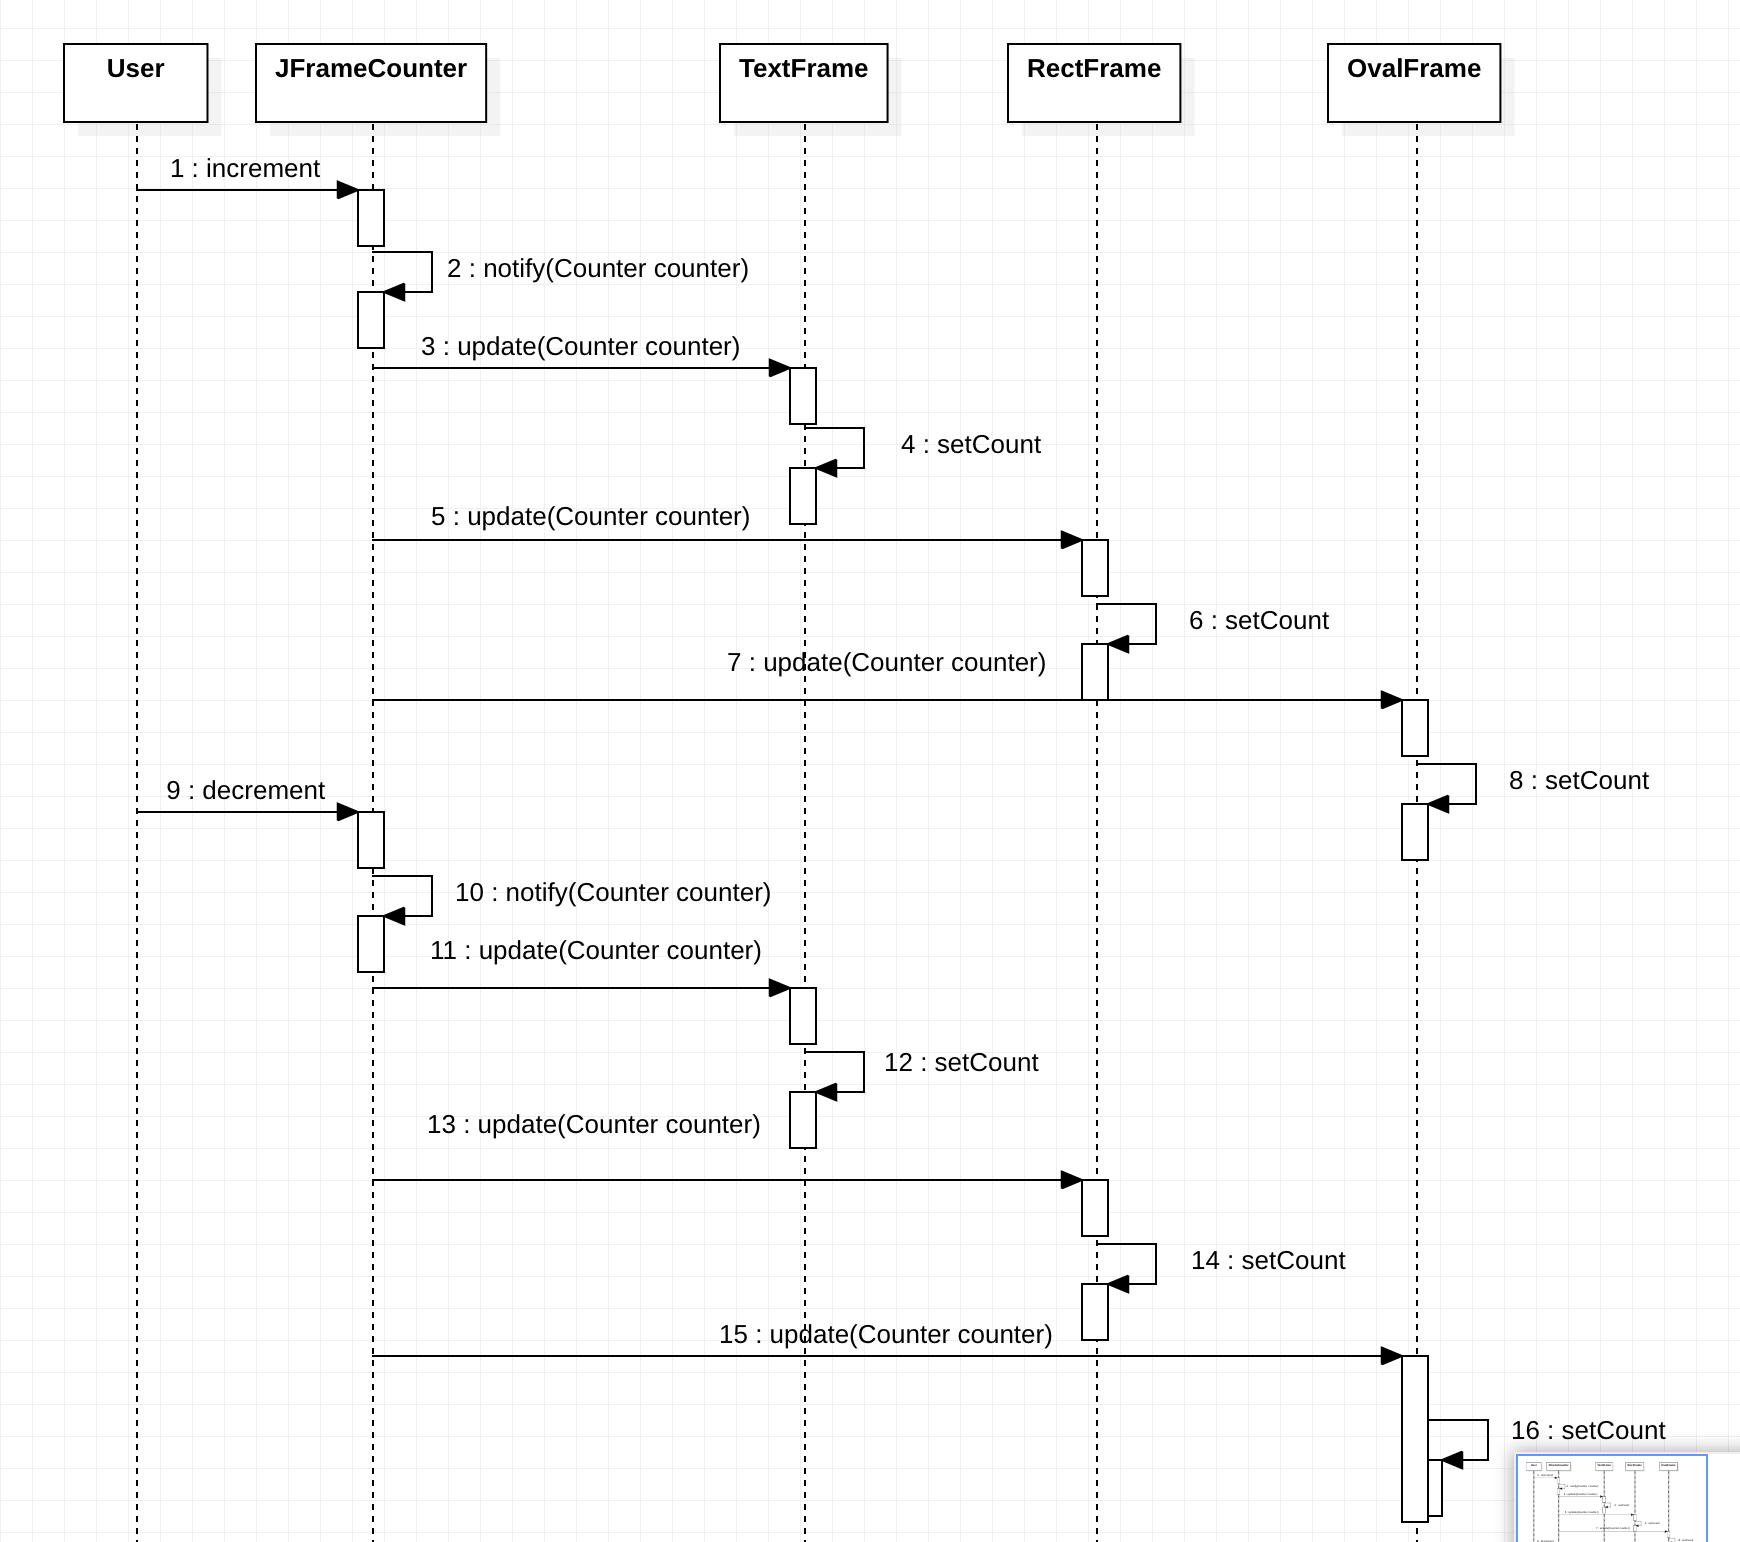 User
JFrameCounter
TextFrame
RectFrame
OvalFrame
1 : increment
2 : notify(Counter counter)
3 : update(Counter counter)
4 : setCount
5 : update(Counter counter)
6 : setCount
7 : update(Counter counter)
8 : setCount
9 : decrement
10 : notify(Counter counter)
11 : update(Counter counter)
12 : setCount
13 : update(Counter counter)
14 : setCount
15 : update(Counter counter)
16 : setCount